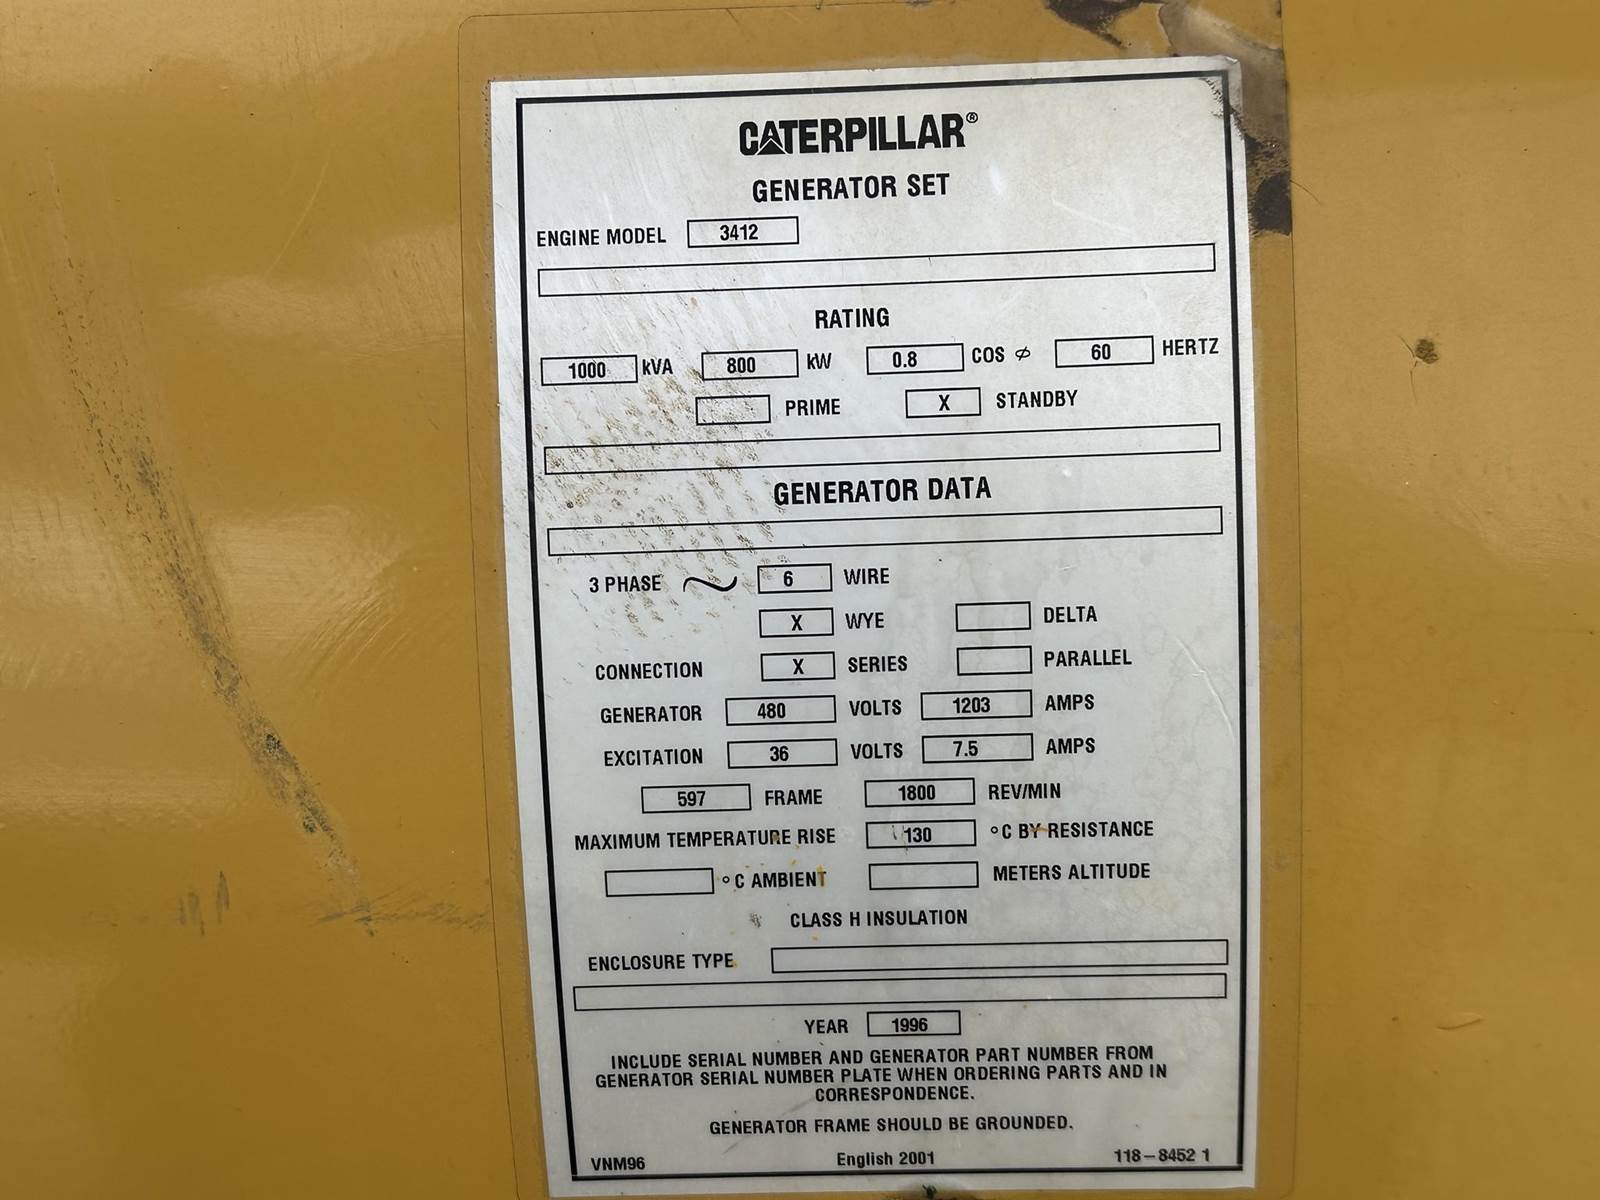 CATERPILLAR®
GENERATOR SET
ENGINE MODEL 3412
RATING
1000 kVA 800 kW 0.8 COS ϕ 60 HERTZ
PRIME X STANDBY
GENERATOR DATA
3 PHASE ~ 6 WIRE
X WYE DELTA
CONNECTION X SERIES PARALLEL
GENERATOR 480 VOLTS 1203 AMPS
EXCITATION 36 VOLTS 7.5 AMPS
597 FRAME 1800 REV/MIN
MAXIMUM TEMPERATURE RISE 130 °C BY RESISTANCE
°C AMBIENT METERS ALTITUDE
CLASS H INSULATION
ENCLOSURE TYPE
YEAR 1996
INCLUDE SERIAL NUMBER AND GENERATOR PART NUMBER FROM
GENERATOR SERIAL NUMBER PLATE WHEN ORDERING PARTS AND IN
CORRESPONDENCE.
GENERATOR FRAME SHOULD BE GROUNDED.
VNM96 English 2001 118-8452 1